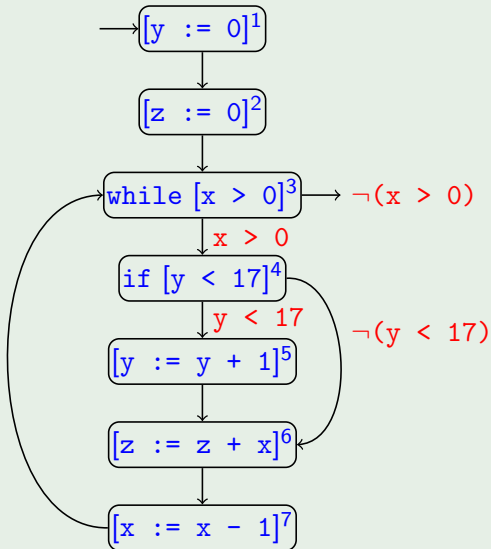 [y := 0]¹
[z := 0]²
while [x > 0]³ ¬(x > 0)
x > 0
if [y < 17]⁴
y < 17 ¬(y < 17)
[y := y + 1]⁵
[z := z + x]⁶
[x := x - 1]⁷